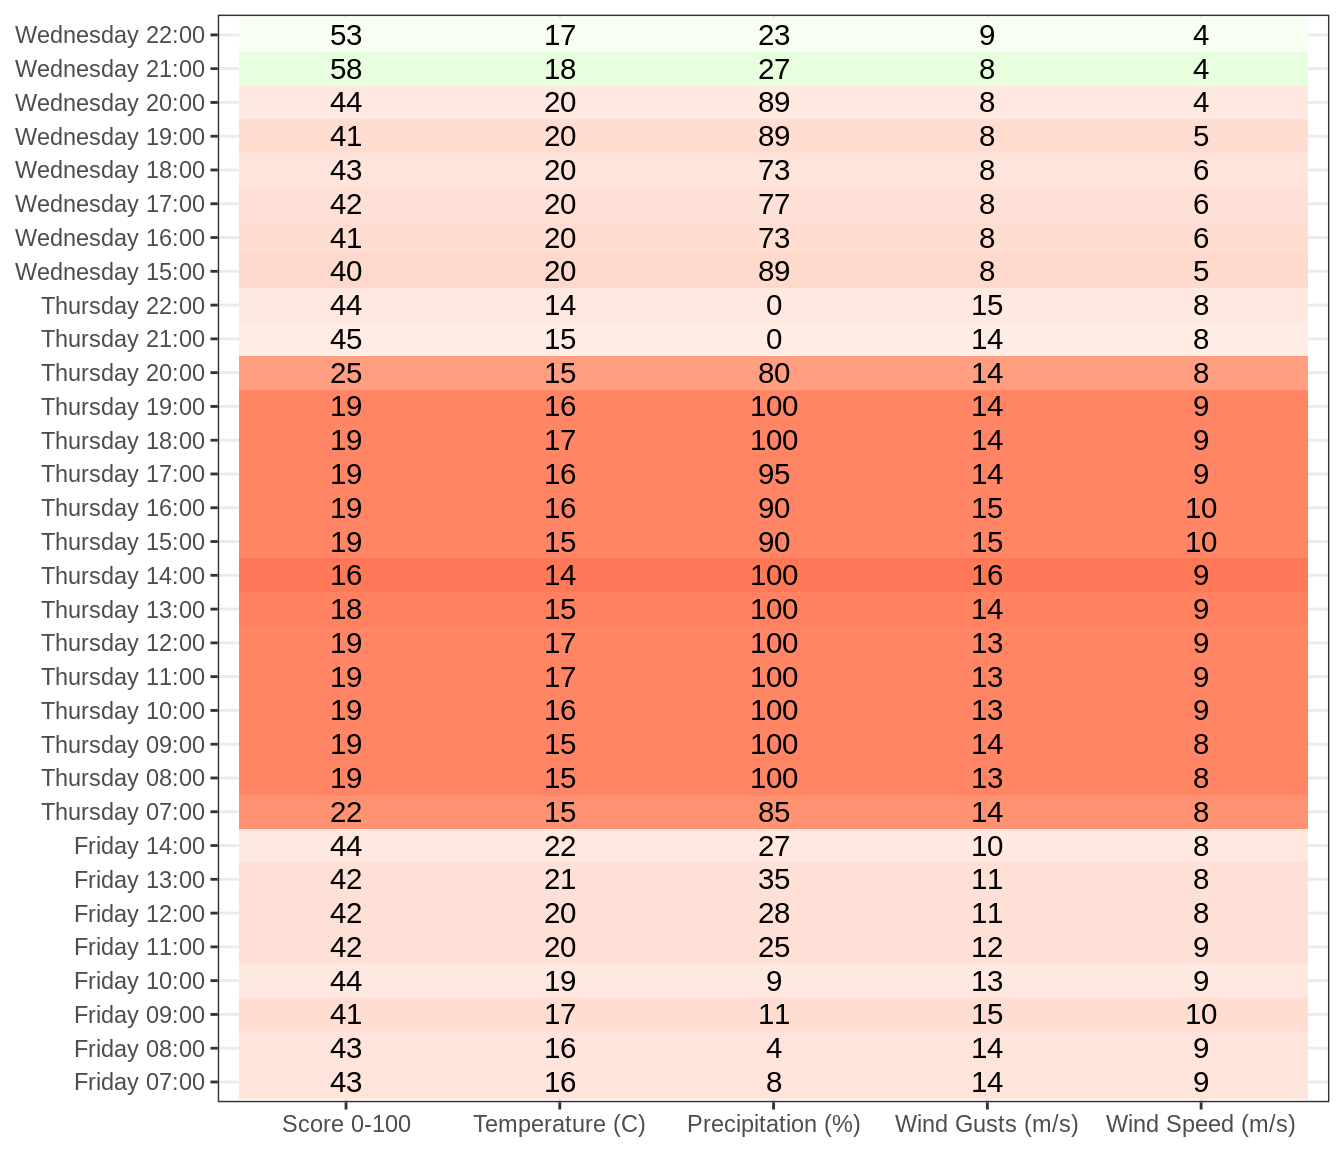 Wednesday 22:00 53 17 23 9 4
Wednesday 21:00 58 18 27 8 4
Wednesday 20:00 44 20 89 8 4
Wednesday 19:00 41 20 89 8 5
Wednesday 18:00 43 20 73 8 6
Wednesday 17:00 42 20 77 8 6
Wednesday 16:00 41 20 73 8 6
Wednesday 15:00 40 20 89 8 5
Thursday 22:00 44 14 0 15 8
Thursday 21:00 45 15 0 14 8
Thursday 20:00 25 15 80 14 8
Thursday 19:00 19 16 100 14 9
Thursday 18:00 19 17 100 14 9
Thursday 17:00 19 16 95 14 9
Thursday 16:00 19 16 90 15 10
Thursday 15:00 19 15 90 15 10
Thursday 14:00 16 14 100 16 9
Thursday 13:00 18 15 100 14 9
Thursday 12:00 19 17 100 13 9
Thursday 11:00 19 17 100 13 9
Thursday 10:00 19 16 100 13 9
Thursday 09:00 19 15 100 14 8
Thursday 08:00 19 15 100 13 8
Thursday 07:00 22 15 85 14 8
Friday 14:00 44 22 27 10 8
Friday 13:00 42 21 35 11 8
Friday 12:00 42 20 28 11 8
Friday 11:00 42 20 25 12 9
Friday 10:00 44 19 9 13 9
Friday 09:00 41 17 11 15 10
Friday 08:00 43 16 4 14 9
Friday 07:00 43 16 8 14 9
Score 0-100 Temperature (C) Precipitation (%) Wind Gusts (m/s) Wind Speed (m/s)